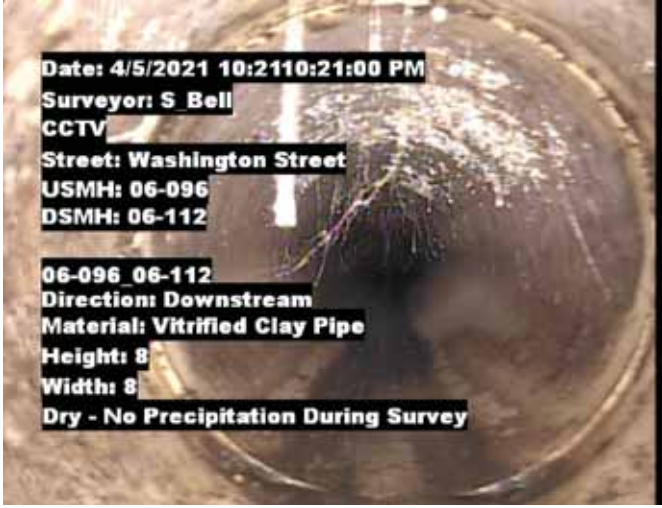 Date: 4/5/2021 10:2110:21:00 PM
Surveyor: S_Bell
CCTV
Street: Washington Street
USMH: 06-096
DSMH: 06-112
06-096_06-112
Direction: Downstream
Material: Vitrified Clay Pipe
Height: 8
Width: 8
Dry - No Precipitation During Survey